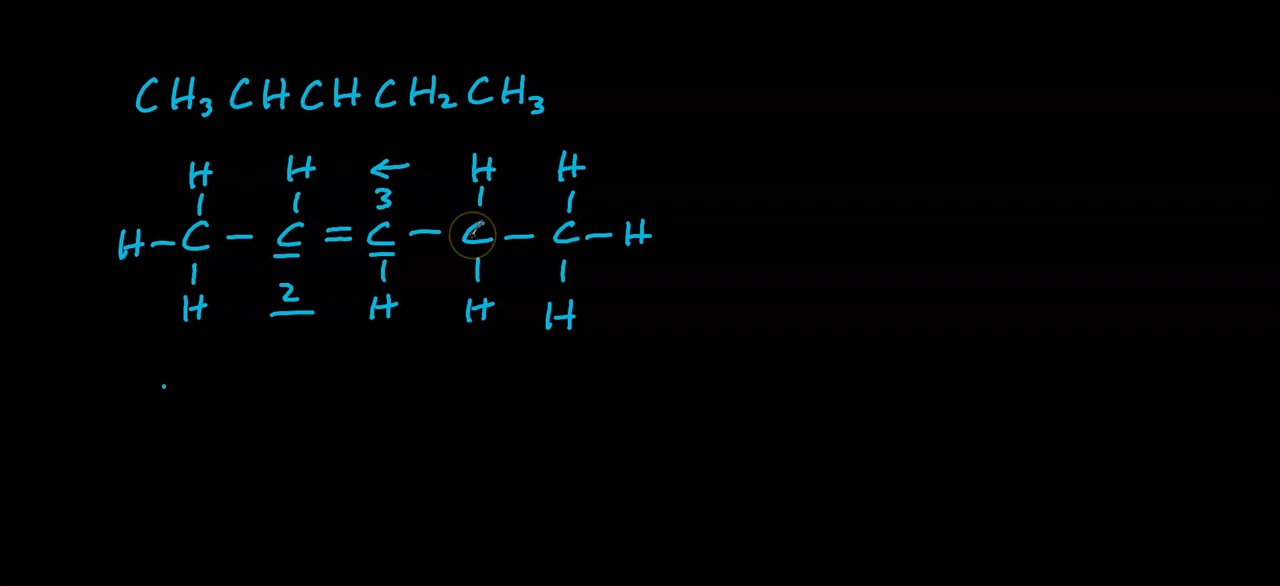 CH₃CHCHCH₂CH₃
H H ← H H
3
H-C-C=C-C-C-H
H 2 H H H